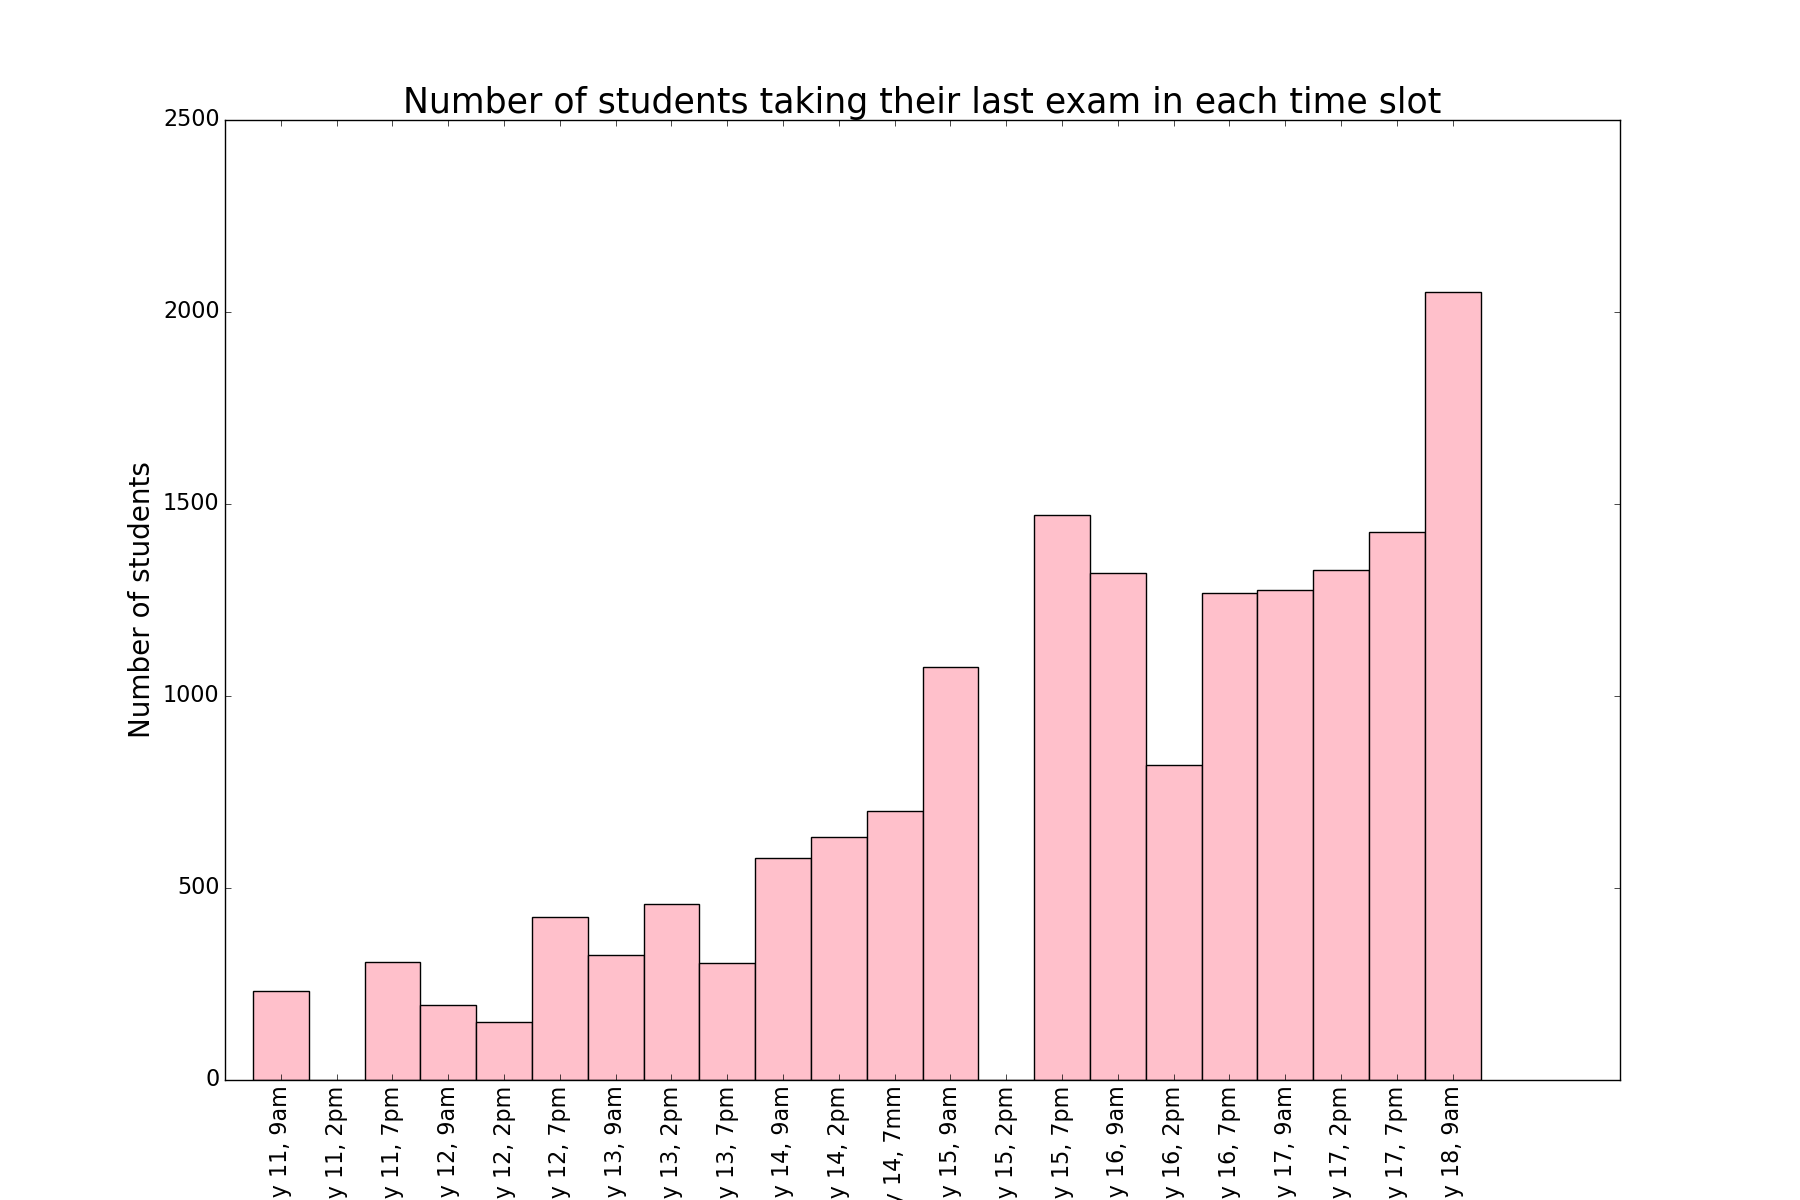 Number of students taking their last exam in each time slot
Number of students
2500
2000
1500
1000
500
0
y 11, 9am
y 11, 2pm
y 11, 7pm
y 12, 9am
y 12, 2pm
y 12, 7pm
y 13, 9am
y 13, 2pm
y 13, 7pm
y 14, 9am
y 14, 2pm
y 14, 7mm
y 15, 9am
y 15, 2pm
y 15, 7pm
y 16, 9am
y 16, 2pm
y 16, 7pm
y 17, 9am
y 17, 2pm
y 17, 7pm
y 18, 9am